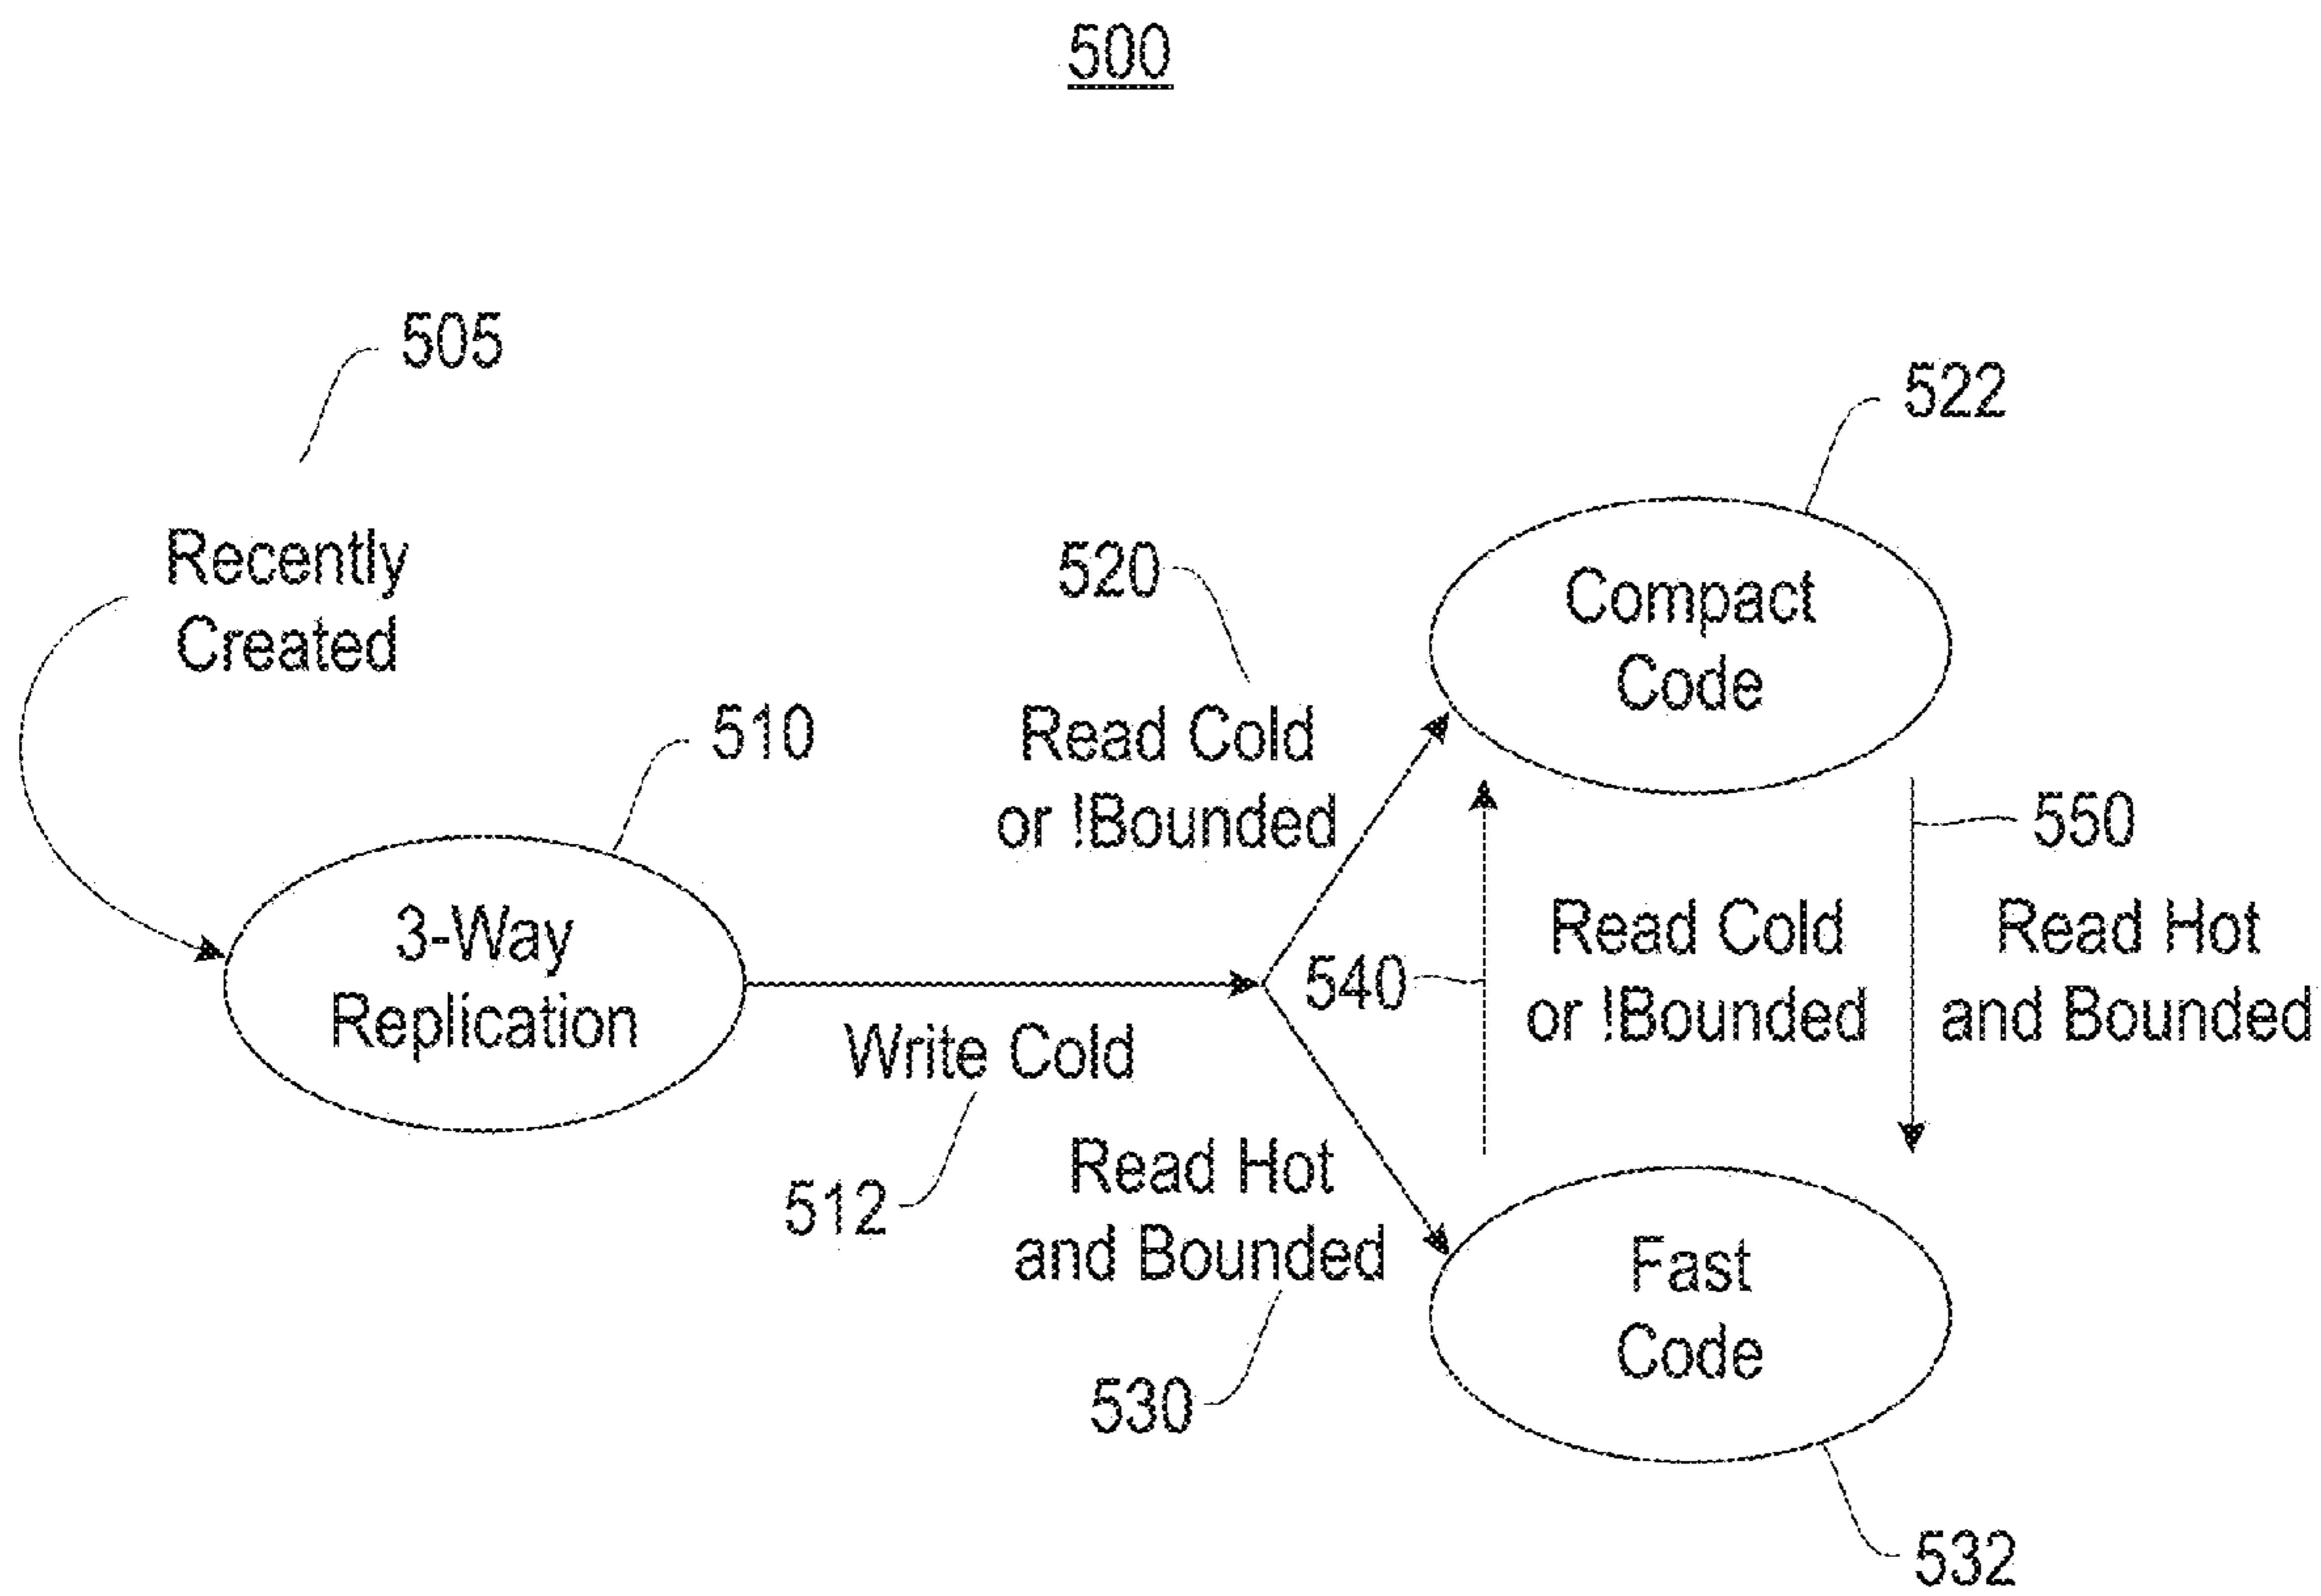 500
505
Recently
Created
510
3-Way
Replication
Write Cold
512
520
Read Cold
or !Bounded
Read Hot
and Bounded
530
522
Compact
Code
540
Read Cold
or !Bounded
550
Read Hot
and Bounded
Fast
Code
532